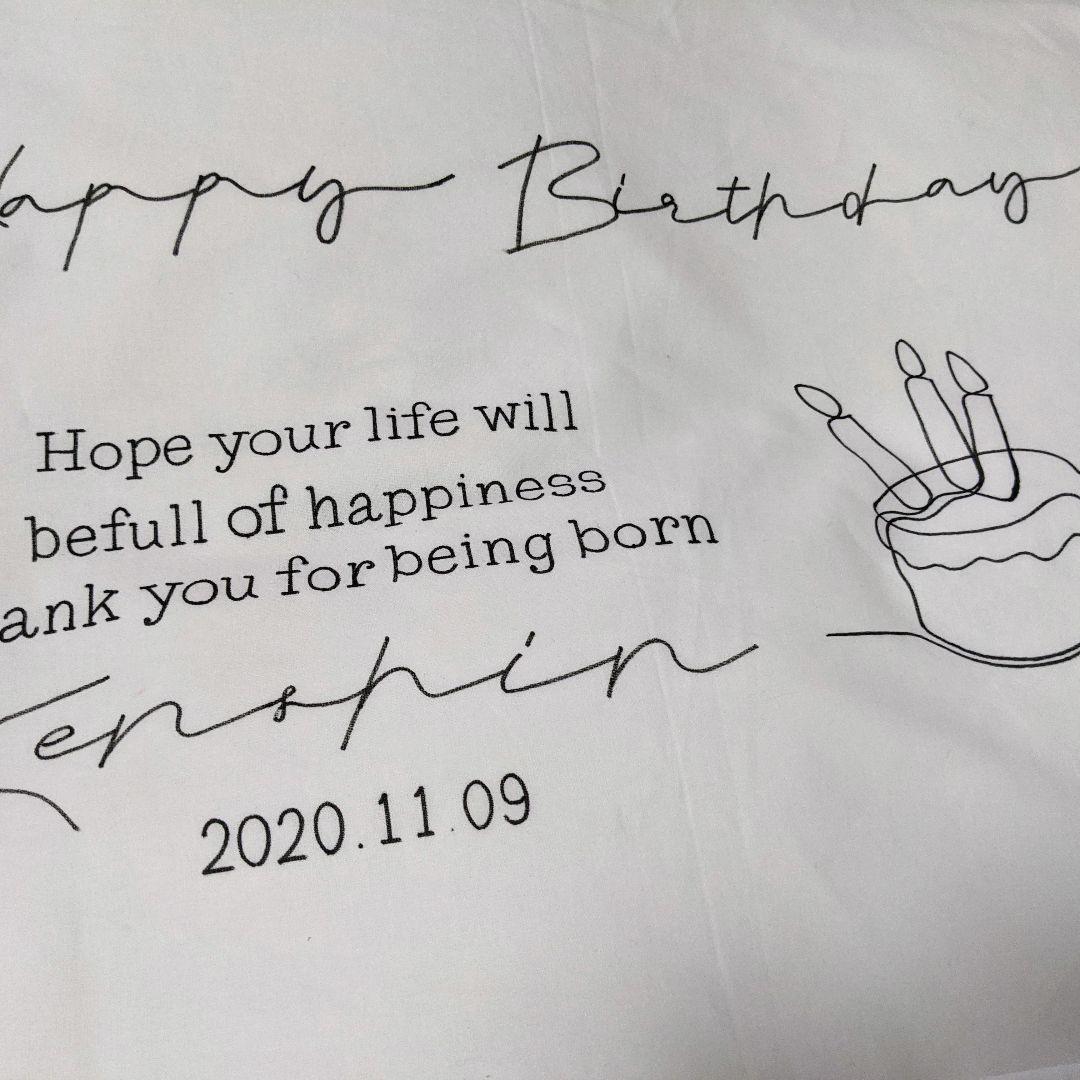 appy Birthday
Hope your life will
befull of happiness
ank you for being born
2020.11.09